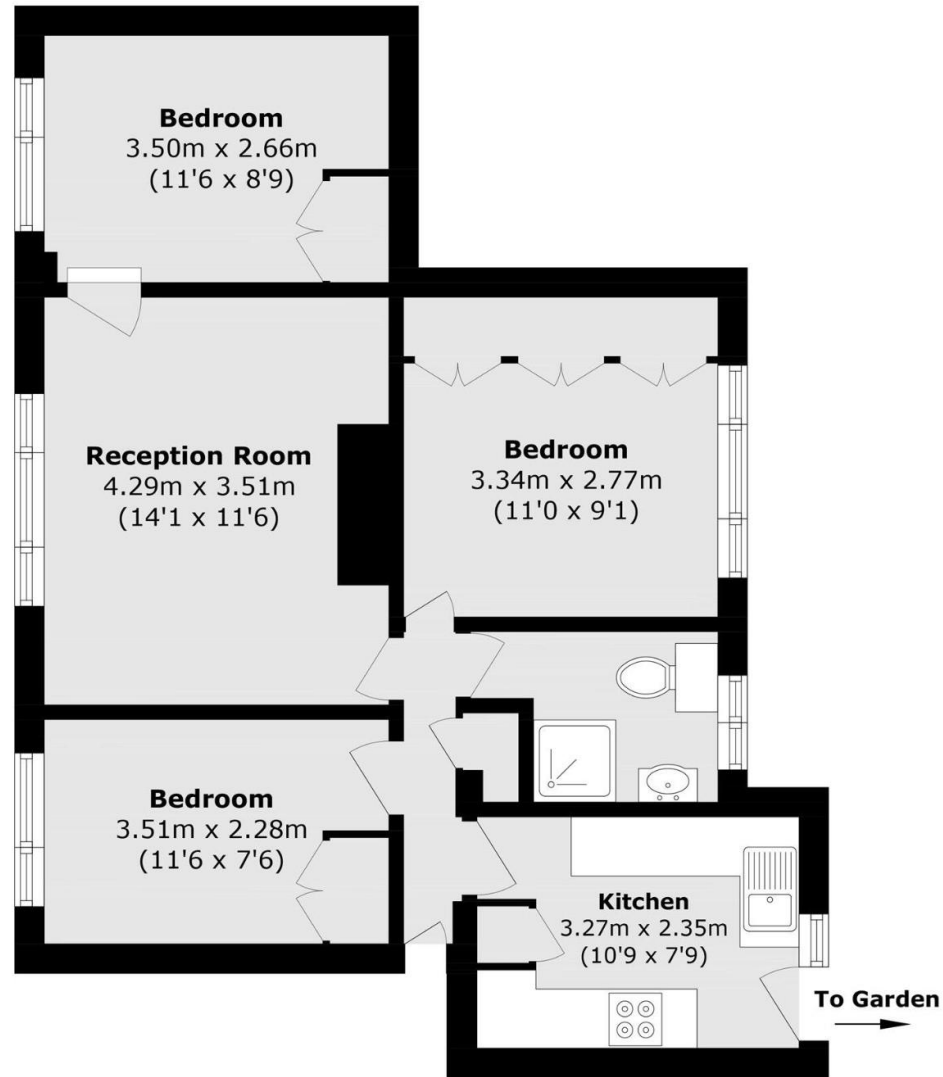 Bedroom
3.50m x 2.66m
(11'6 x 8'9)
Reception Room
4.29m x 3.51m
(14'1 x 11'6)
Bedroom
3.34m x 2.77m
(11'0 x 9'1)
Bedroom
3.51m x 2.28m
(11'6 x 7'6)
Kitchen
3.27m x 2.35m
(10'9 x 7'9)
To Garden